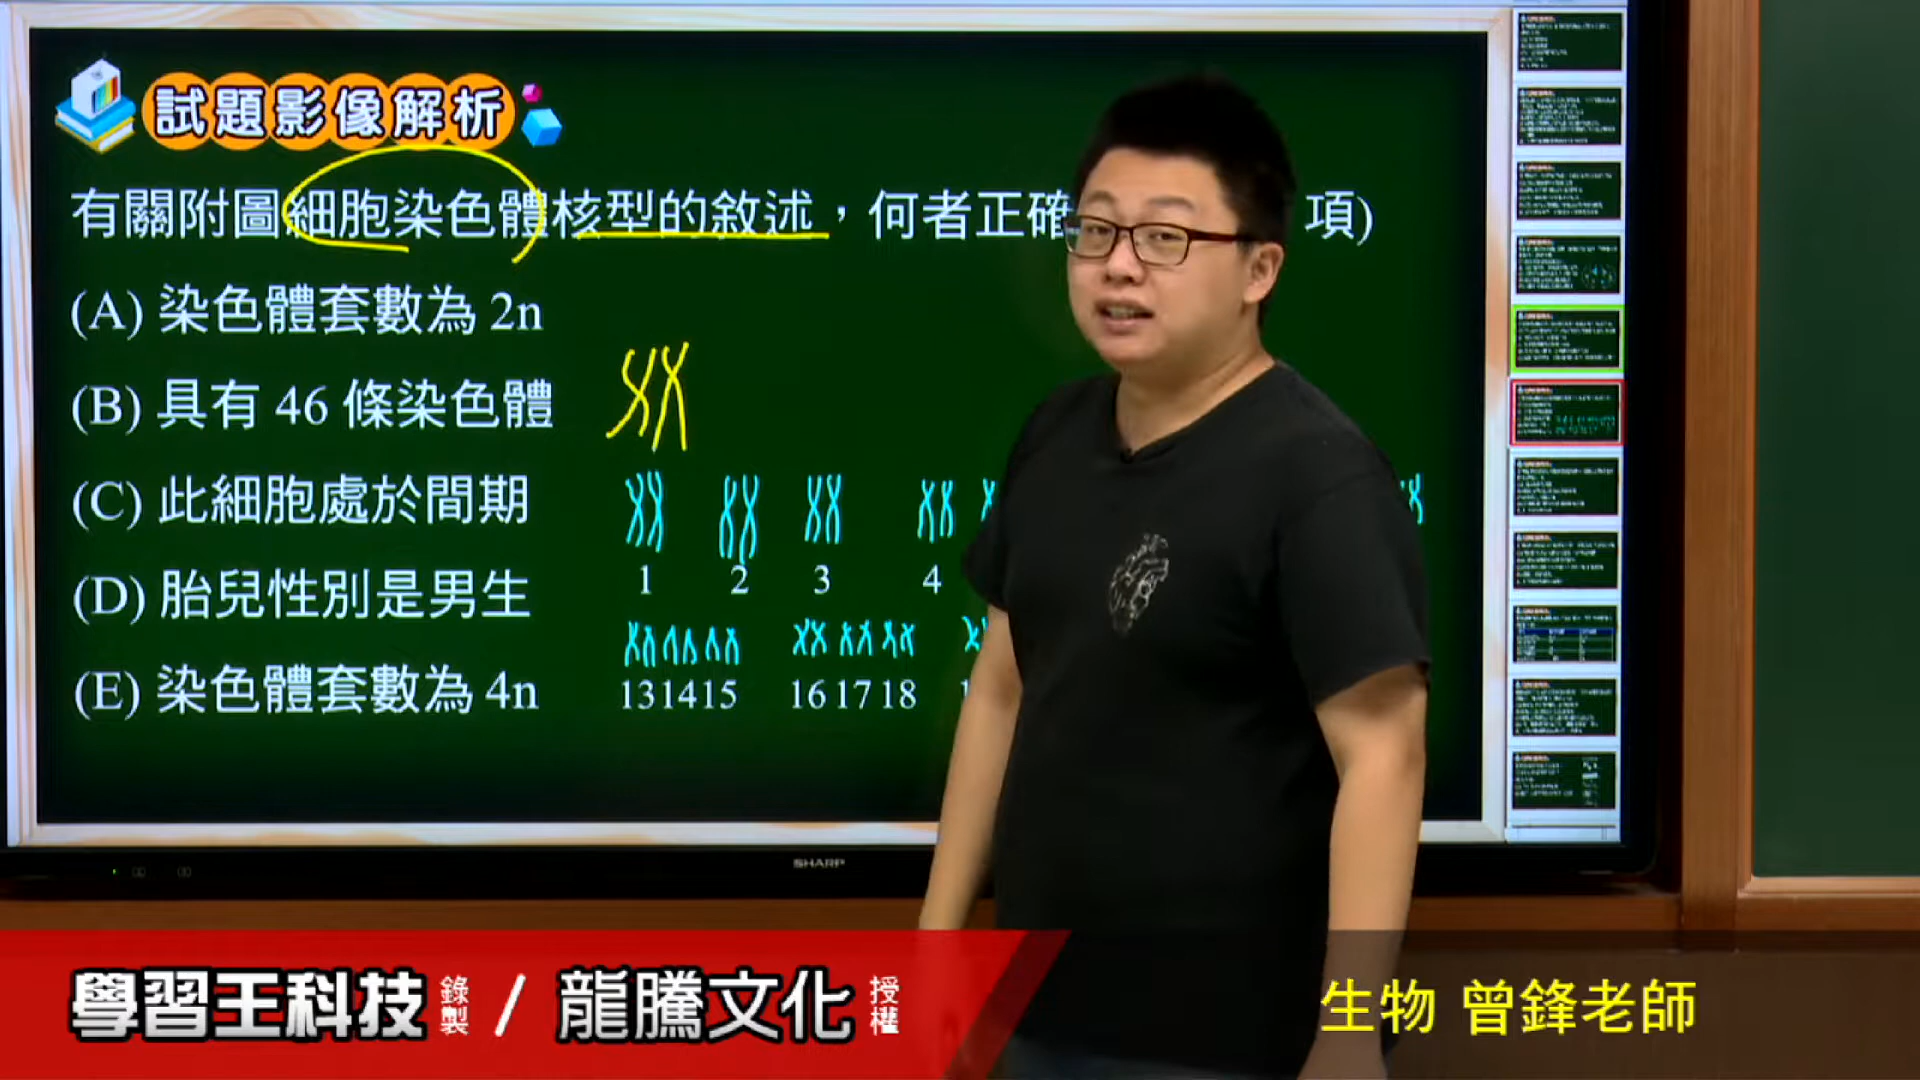 試題影像解析
有關附圖細胞染色體核型的敘述，何者正確 項)
(A) 染色體套數為 2n
(B) 具有 46 條染色體
(C) 此細胞處於間期
(D) 胎兒性別是男生
(E) 染色體套數為 4n
1 2 3 4
13 14 15 16 17 18
SHARP
學習王科技 錄製 / 龍騰文化 授權
生物 曾鋒老師